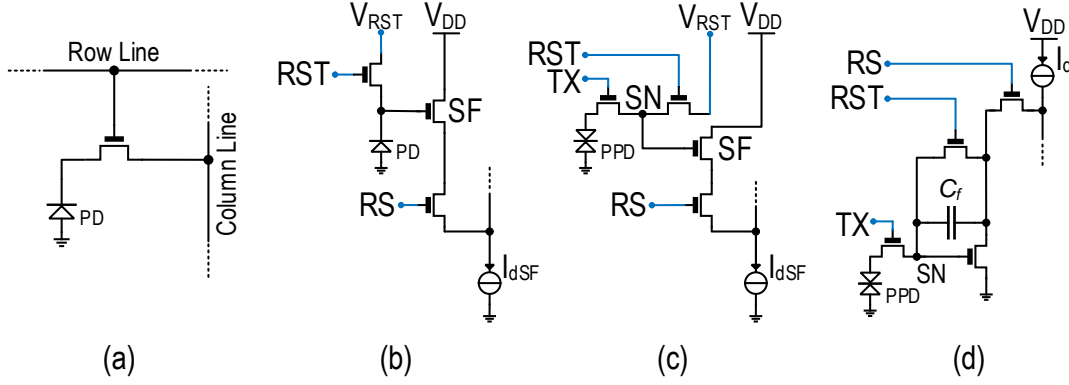 Row Line
Column Line
PD
(a)
V_RST
V_DD
RST
SF
PD
RS
I_dSF
(b)
V_RST
V_DD
RST
TX
SN
PPD
SF
RS
I_dSF
(c)
V_DD
I_d
RS
RST
C_f
TX
SN
PPD
(d)